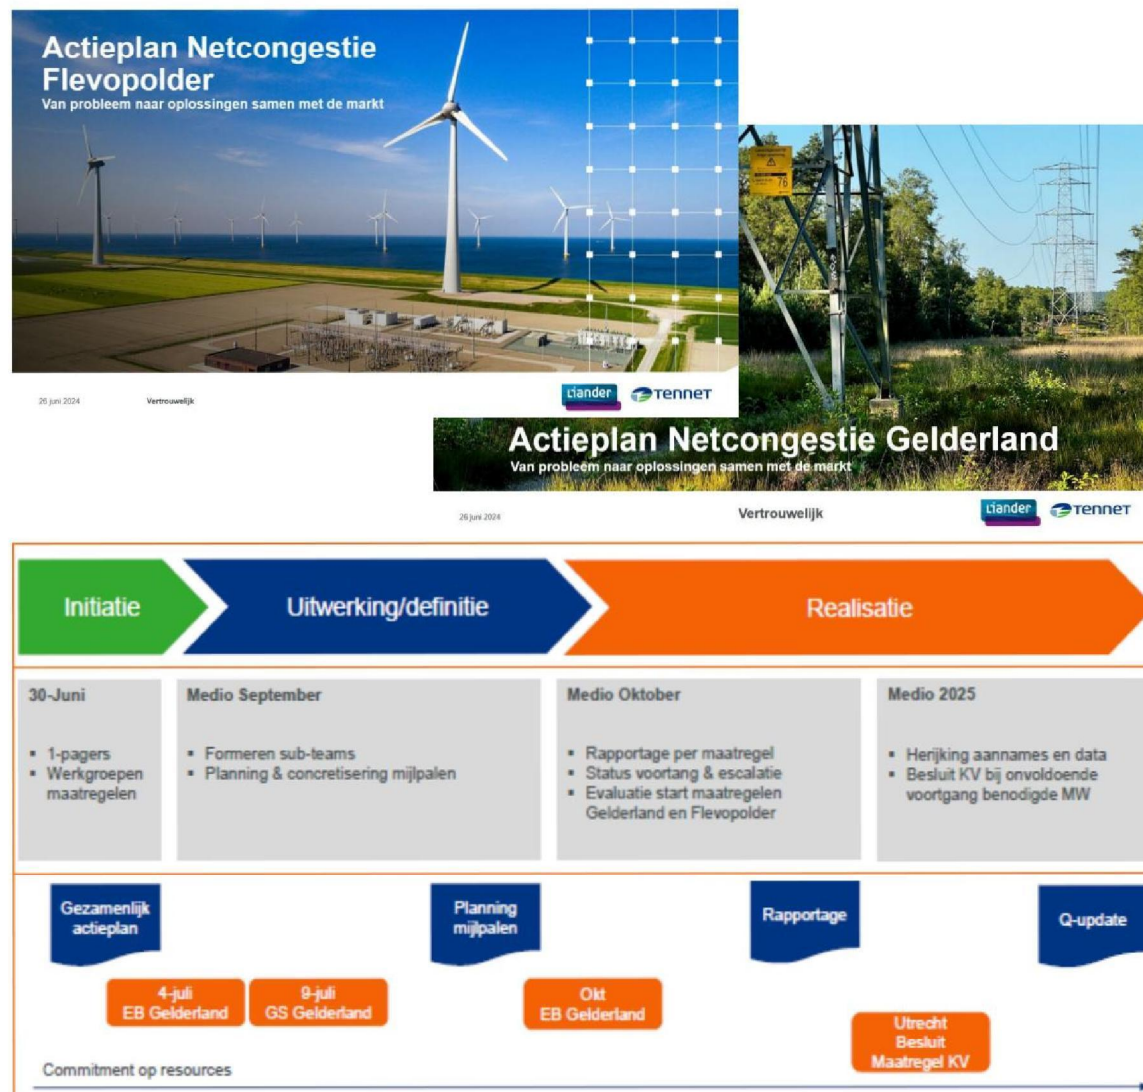 Actieplan Netcongestie
Flevopolder
Van probleem naar oplossingen samen met de markt
26 juni 2024
Vertrouwelijk
Liander
TenneT
76
Actieplan Netcongestie Gelderland
Van probleem naar oplossingen samen met de markt
26 juni 2024
Vertrouwelijk
Liander
TenneT
Initiatie
Uitwerking/definitie
Realisatie
30-Juni
▪ 1-pagers
▪ Werkgroepen
maatregelen
Medio September
▪ Formeren sub-teams
▪ Planning & concretisering mijlpalen
Medio Oktober
▪ Rapportage per maatregel
▪ Status voortang & escalatie
▪ Evaluatie start maatregelen
Gelderland en Flevopolder
Medio 2025
▪ Herijking aannames en data
▪ Besluit KV bij onvoldoende
voortgang benodigde MW
Gezamenlijk
actieplan
Planning
mijlpalen
Rapportage
Q-update
4-juli
EB Gelderland
9-juli
GS Gelderland
Okt
EB Gelderland
Utrecht
Besluit
Maatregel KV
Commitment op resources